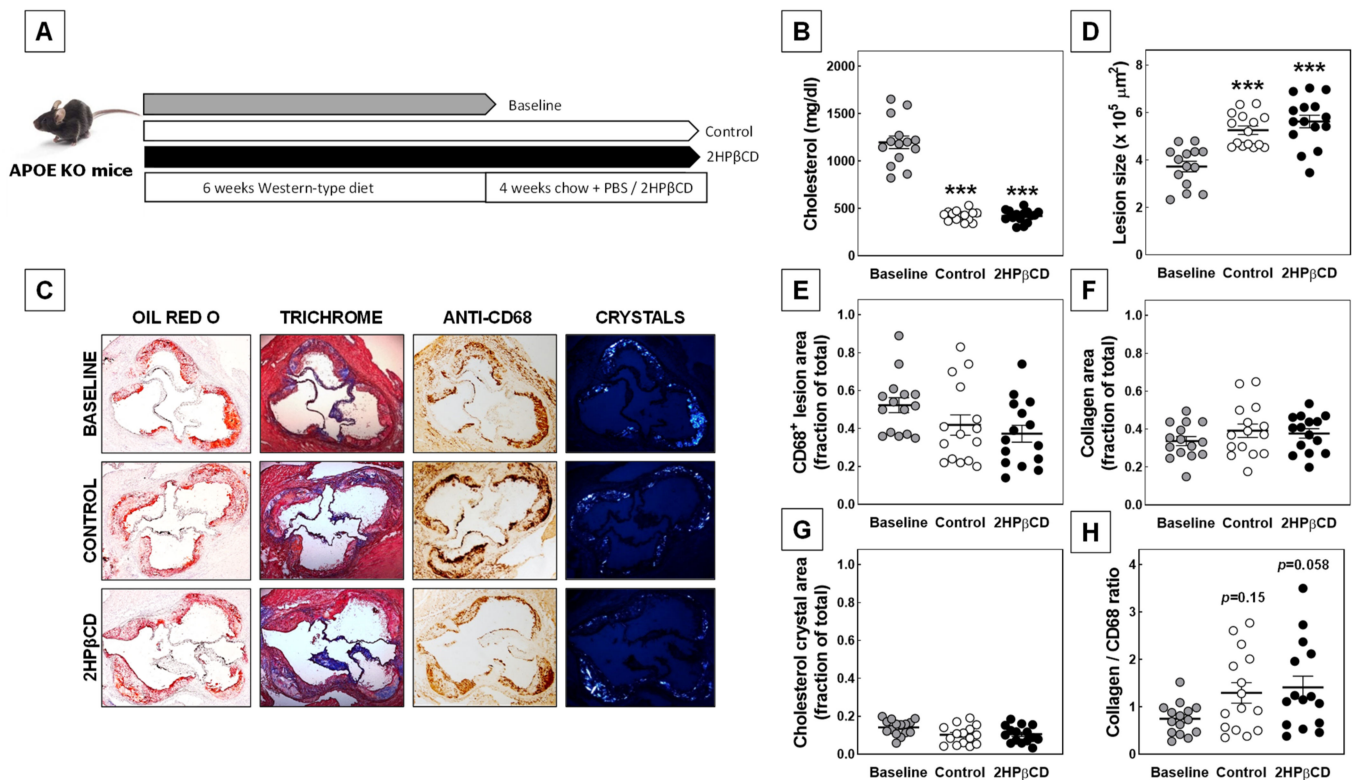 A
Baseline
Control
2HPβCD
APOE KO mice
6 weeks Western-type diet
4 weeks chow + PBS / 2HPβCD
B
Cholesterol (mg/dl)
2000
1500
1000
500
0
***
***
Baseline Control 2HPβCD
D
Lesion size (x 10⁵ μm²)
8
6
4
2
0
***
***
Baseline Control 2HPβCD
C
OIL RED O TRICHROME ANTI-CD68 CRYSTALS
BASELINE
CONTROL
2HPβCD
E
CD68⁺ lesion area
(fraction of total)
1.0
0.8
0.6
0.4
0.2
0.0
Baseline Control 2HPβCD
F
Collagen area
(fraction of total)
1.0
0.8
0.6
0.4
0.2
0.0
Baseline Control 2HPβCD
G
Cholesterol crystal area
(fraction of total)
1.0
0.8
0.6
0.4
0.2
0.0
Baseline Control 2HPβCD
H
Collagen / CD68 ratio
4
3
2
1
0
p=0.15
p=0.058
Baseline Control 2HPβCD